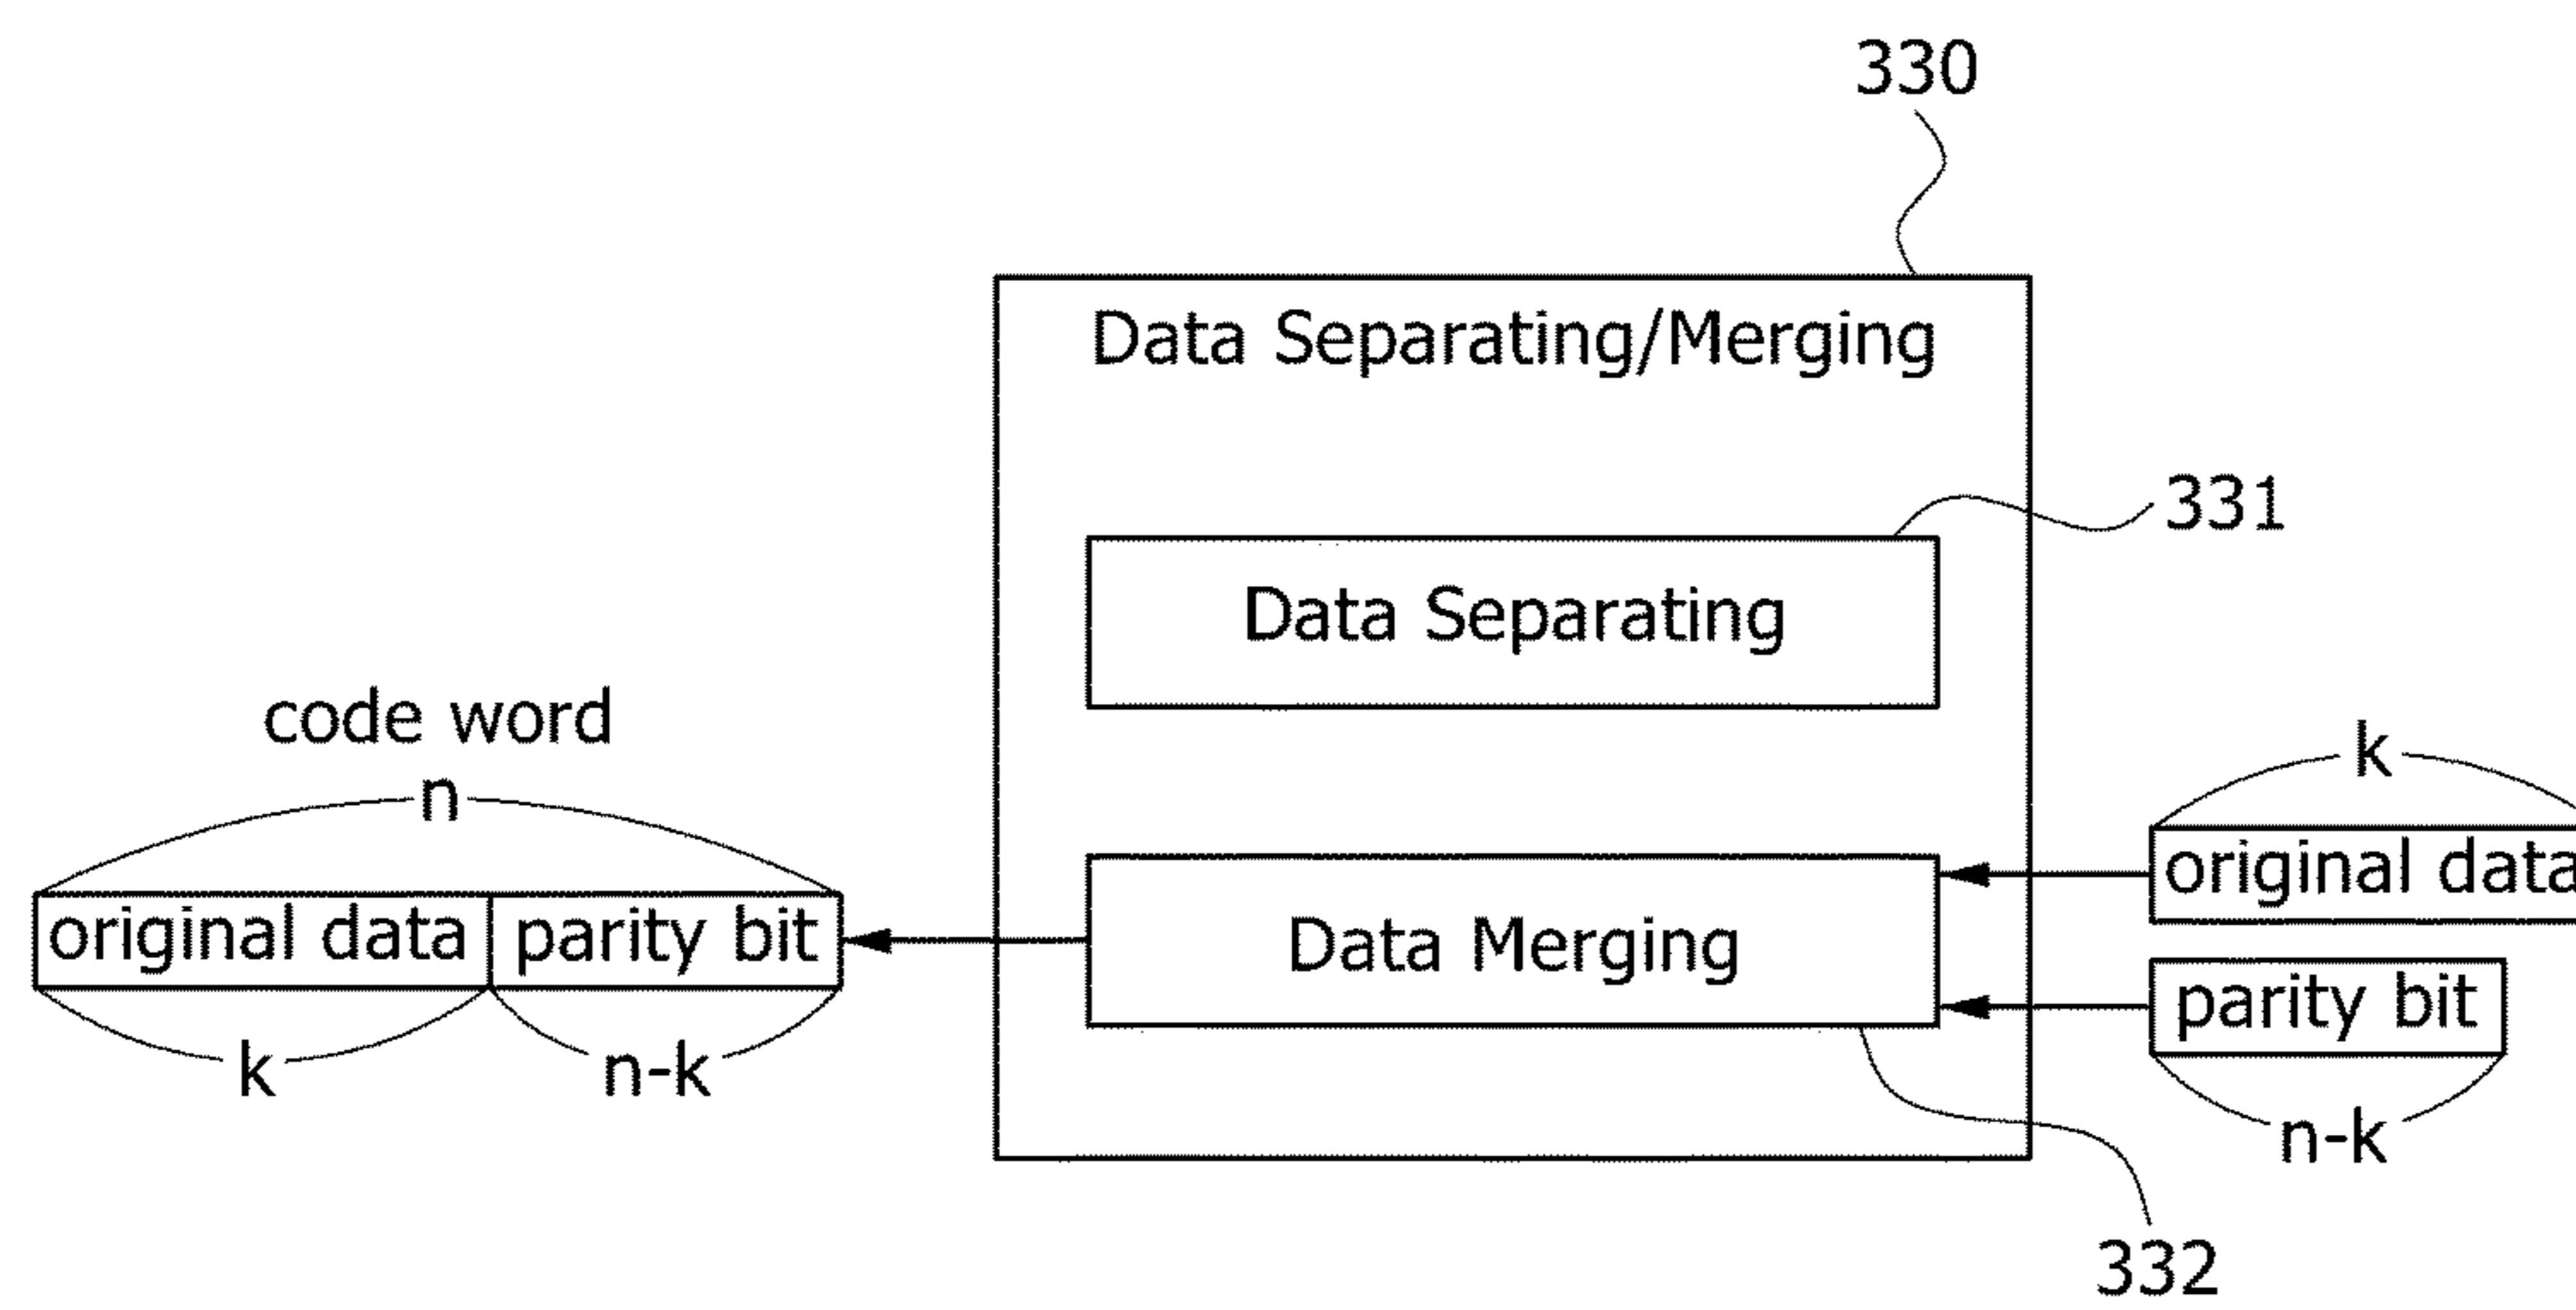 330
Data Separating/Merging
331
Data Separating
code word
n
k
original data
original data parity bit
Data Merging
parity bit
k
n-k
n-k
332